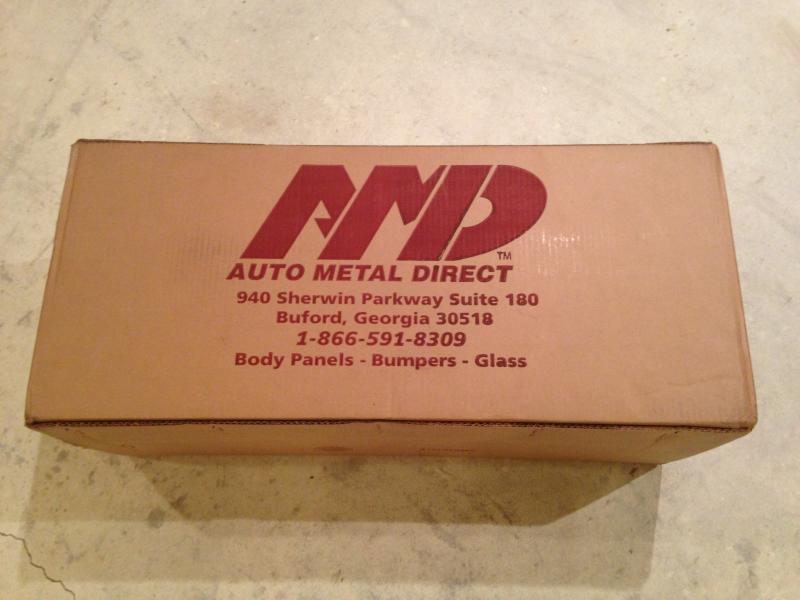 AMD
TM
AUTO METAL DIRECT
940 Sherwin Parkway Suite 180
Buford, Georgia 30518
1-866-591-8309
Body Panels - Bumpers - Glass